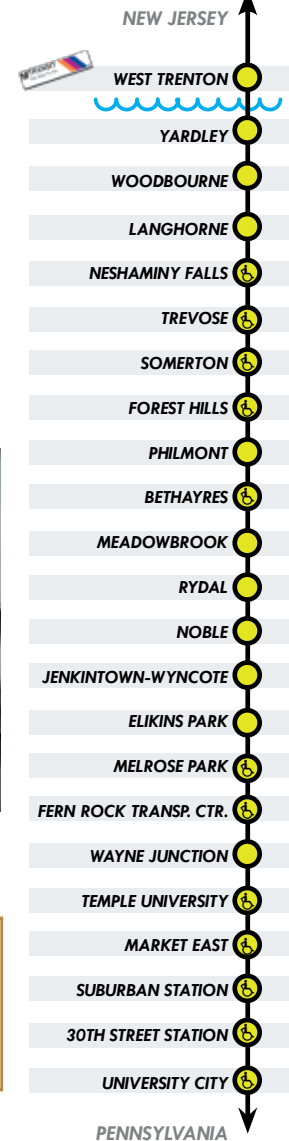 NEW JERSEY
WEST TRENTON
YARDLEY
WOODBOURNE
LANGHORNE
NESHAMINY FALLS
TREVOSE
SOMERTON
FOREST HILLS
PHILMONT
BETHAYRES
MEADOWBROOK
RYDAL
NOBLE
JENKINTOWN-WYNCOTE
ELIKINS PARK
MELROSE PARK
FERN ROCK TRANSP. CTR.
WAYNE JUNCTION
TEMPLE UNIVERSITY
MARKET EAST
SUBURBAN STATION
30TH STREET STATION
UNIVERSITY CITY
PENNSYLVANIA